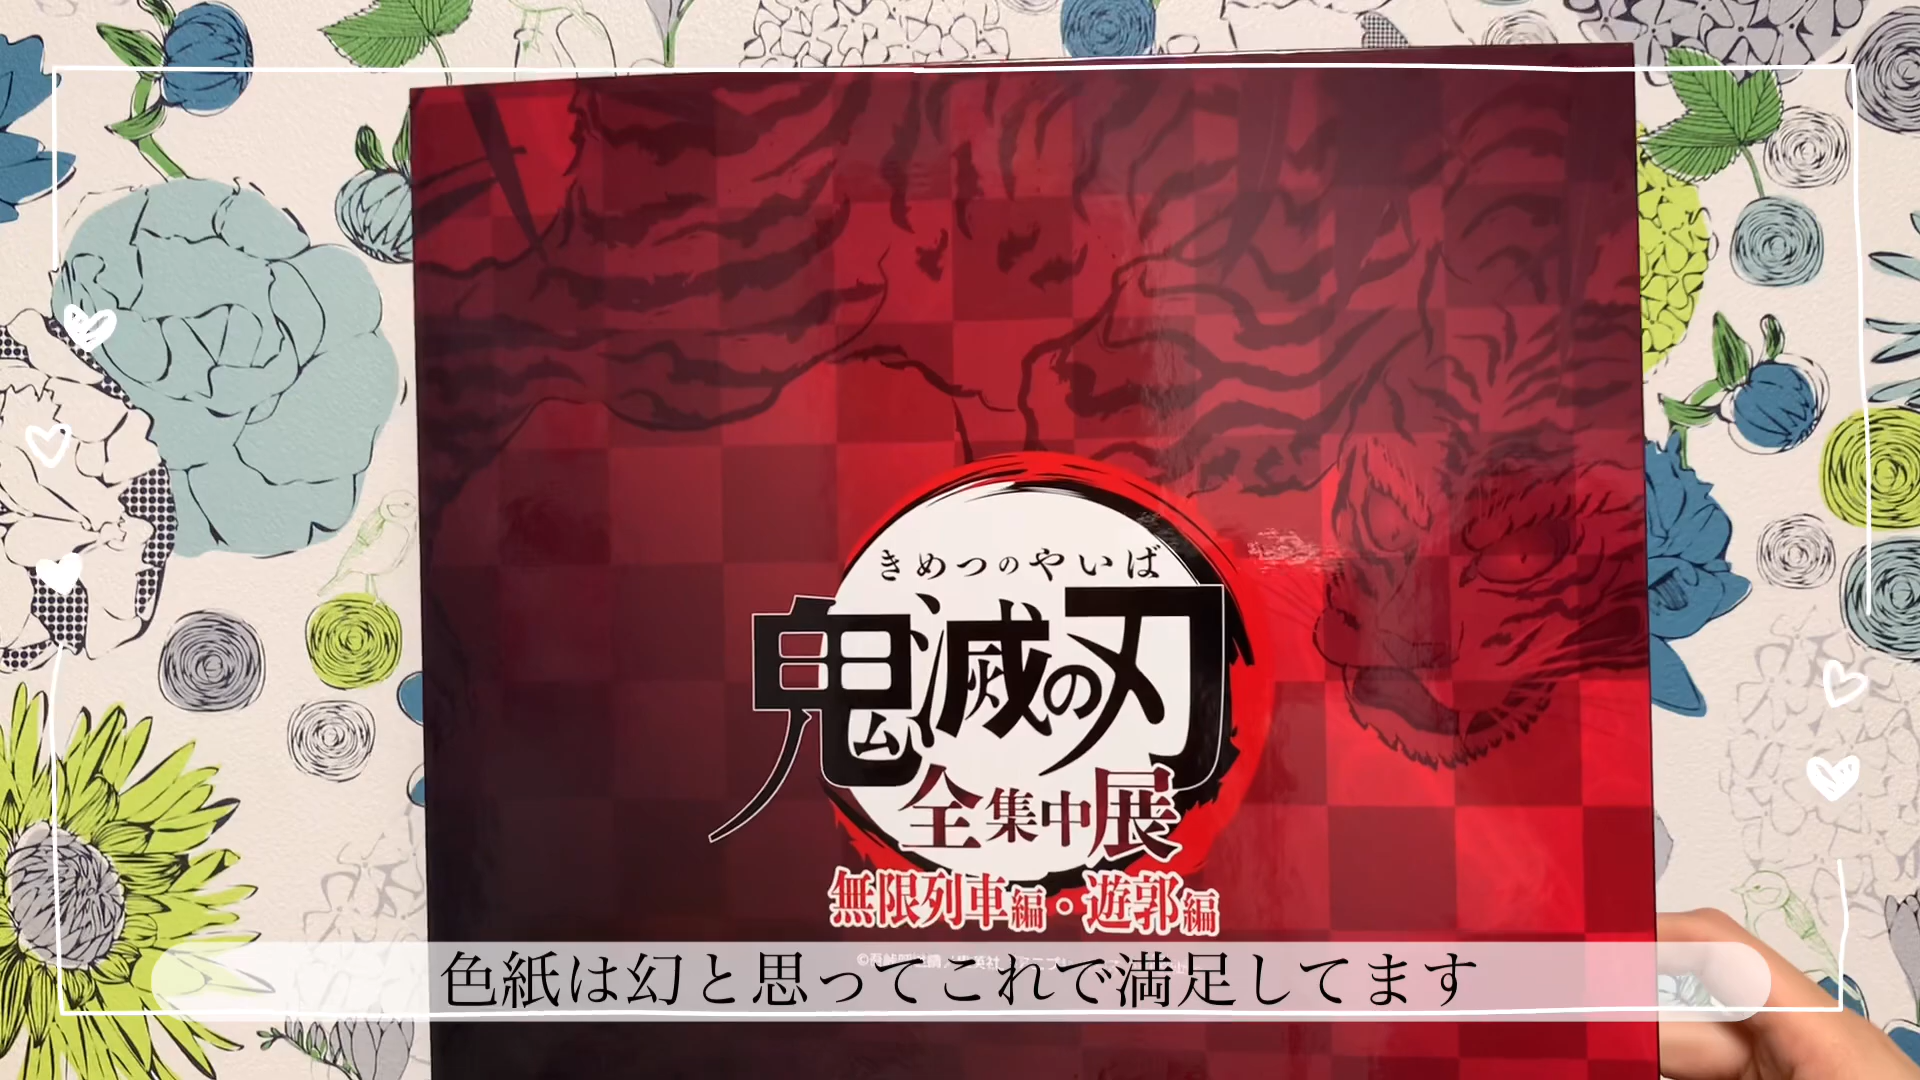 きめつのやいば
鬼滅の刃
全集中展
無限列車編・遊郭編
色紙は幻と思ってこれで満足してます